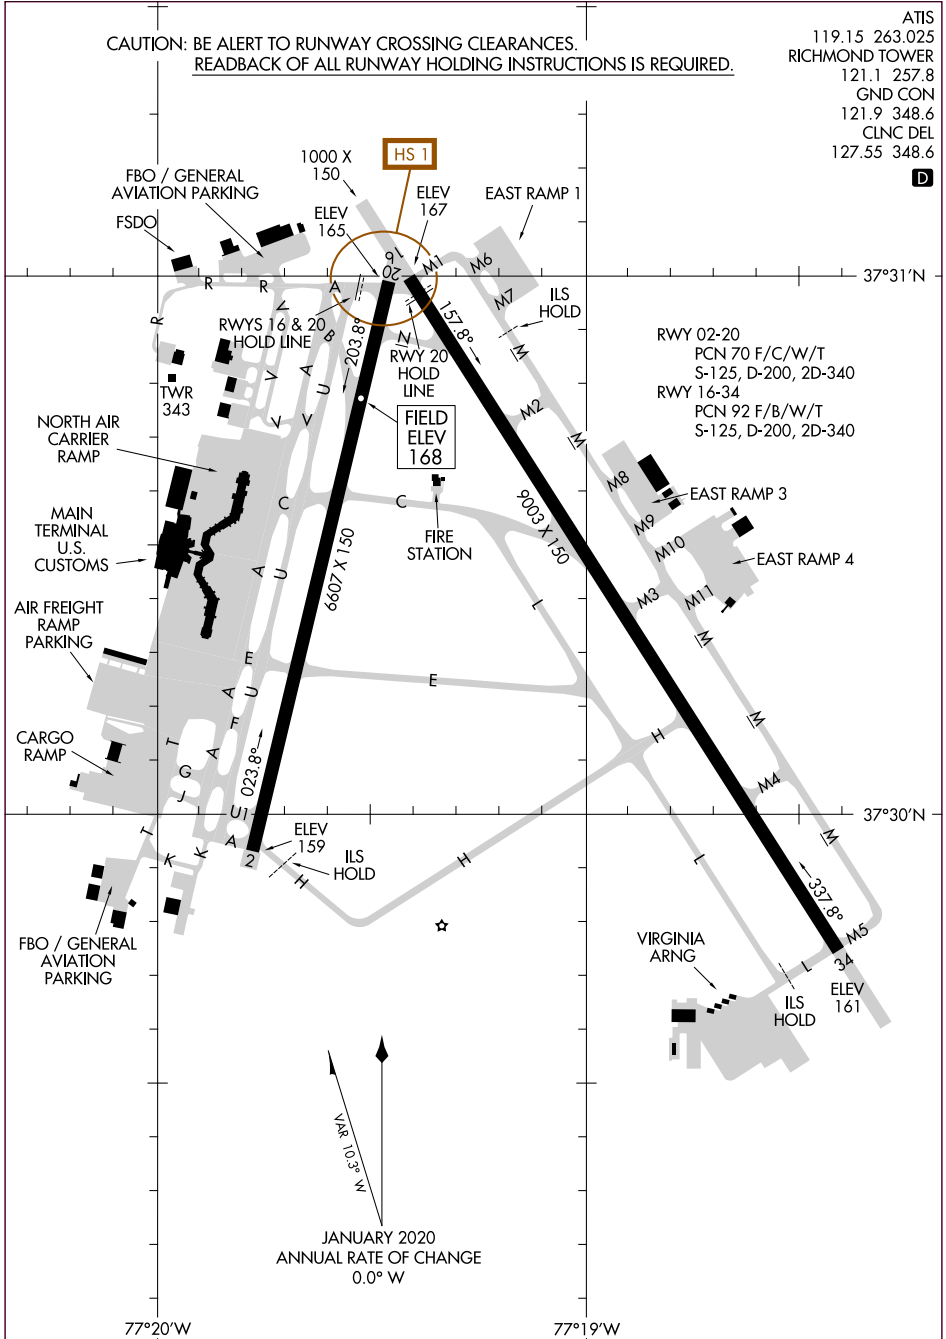 CAUTION: BE ALERT TO RUNWAY CROSSING CLEARANCES.
READBACK OF ALL RUNWAY HOLDING INSTRUCTIONS IS REQUIRED.
ATIS
119.15 263.025
RICHMOND TOWER
121.1 257.8
GND CON
121.9 348.6
CLNC DEL
127.55 348.6
D
HS 1
1000 X
150
FBO / GENERAL
AVIATION PARKING
FSDO
ELEV
165
ELEV
167
EAST RAMP 1
16
20
M1
M6
M7
37°31'N
R
R
V
A
R
RWYS 16 & 20
HOLD LINE
B
203.8°
N
157.8°
RWY 20
HOLD
LINE
ILS
HOLD
M
RWY 02-20
PCN 70 F/C/W/T
S-125, D-200, 2D-340
RWY 16-34
PCN 92 F/B/W/T
S-125, D-200, 2D-340
TWR
343
V
A
U
V
V
FIELD
ELEV
168
M2
M
NORTH AIR
CARRIER
RAMP
C
C
FIRE
STATION
9003 X 150
M8
EAST RAMP 3
M9
M10
EAST RAMP 4
MAIN
TERMINAL
U.S.
CUSTOMS
A
U
6607 X 150
L
M3
M11
M
AIR FREIGHT
RAMP
PARKING
E
E
A
U
F
A
T
G
J
M
H
CARGO
RAMP
023.8°
M4
U1
37°30'N
T
K
K
A
2
ELEV
159
ILS
HOLD
H
H
L
M
337.8°
FBO / GENERAL
AVIATION
PARKING
VIRGINIA
ARNG
L
M5
34
ELEV
161
ILS
HOLD
VAR 10.3° W
JANUARY 2020
ANNUAL RATE OF CHANGE
0.0° W
77°20'W
77°19'W